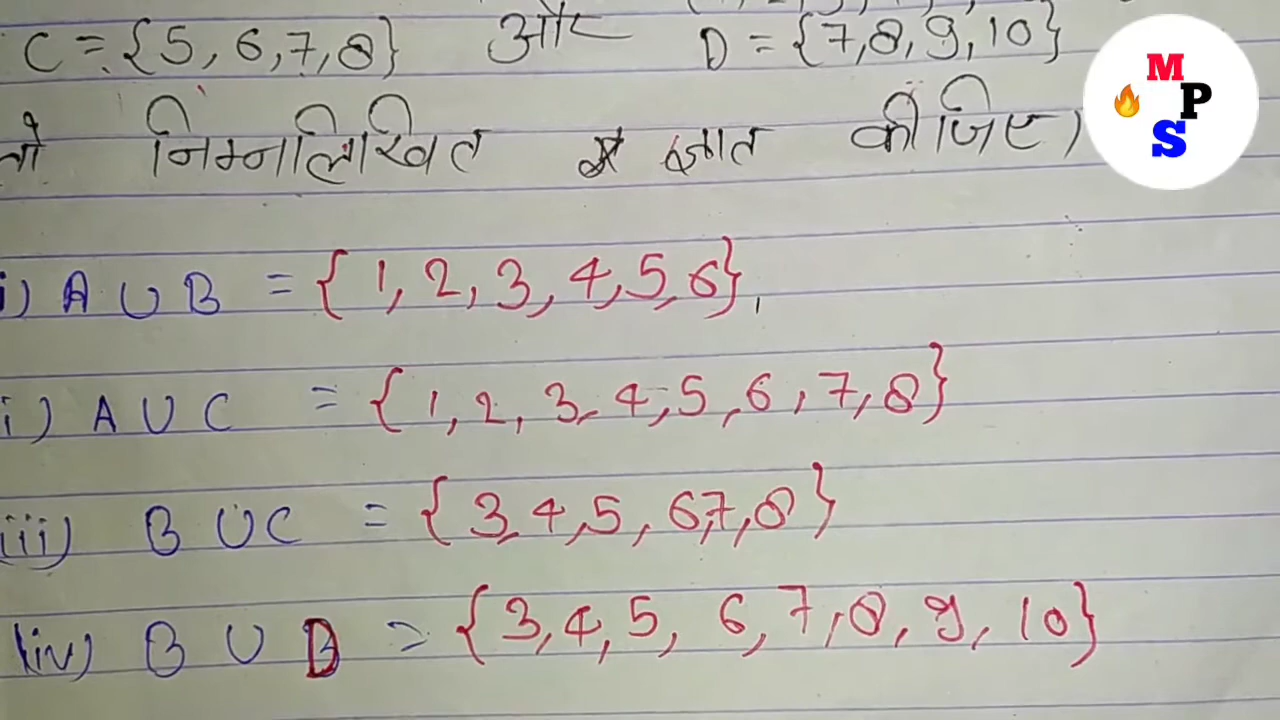 C = {5, 6, 7, 8} और D = {7, 8, 9, 10}
तो निम्नलिखित ज्ञात कीजिए।
i) A ∪ B = {1, 2, 3, 4, 5, 6},
i) A ∪ C = {1, 2, 3, 4, 5, 6, 7, 8}
iii) B ∪ C = {3, 4, 5, 6, 7, 8}
(iv) B ∪ D = {3, 4, 5, 6, 7, 8, 9, 10}
M
P
S